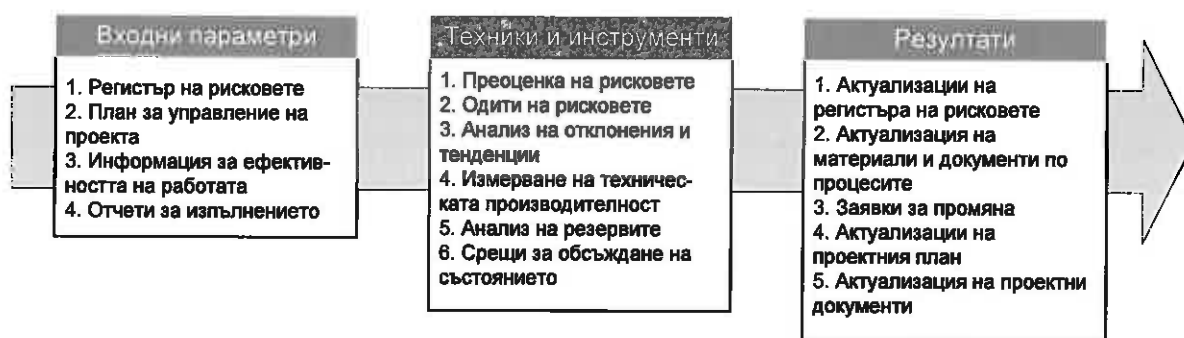 Входни параметри
1. Регистър на рисковете
2. План за управление на
проекта
3. Информация за ефектив-
ността на работата
4. Отчети за изпълнението
Техники и инструменти
1. Преоценка на рисковете
2. Одити на рисковете
3. Анализ на отклонения и
тенденции
4. Измерване на техничес-
ката производителност
5. Анализ на резервите
6. Срещи за обсъждане на
състоянието
Резултати
1. Актуализации на
регистъра на рисковете
2. Актуализация на
материали и документи по
процесите
3. Заявки за промяна
4. Актуализации на
проектния план
5. Актуализация на проектни
документи